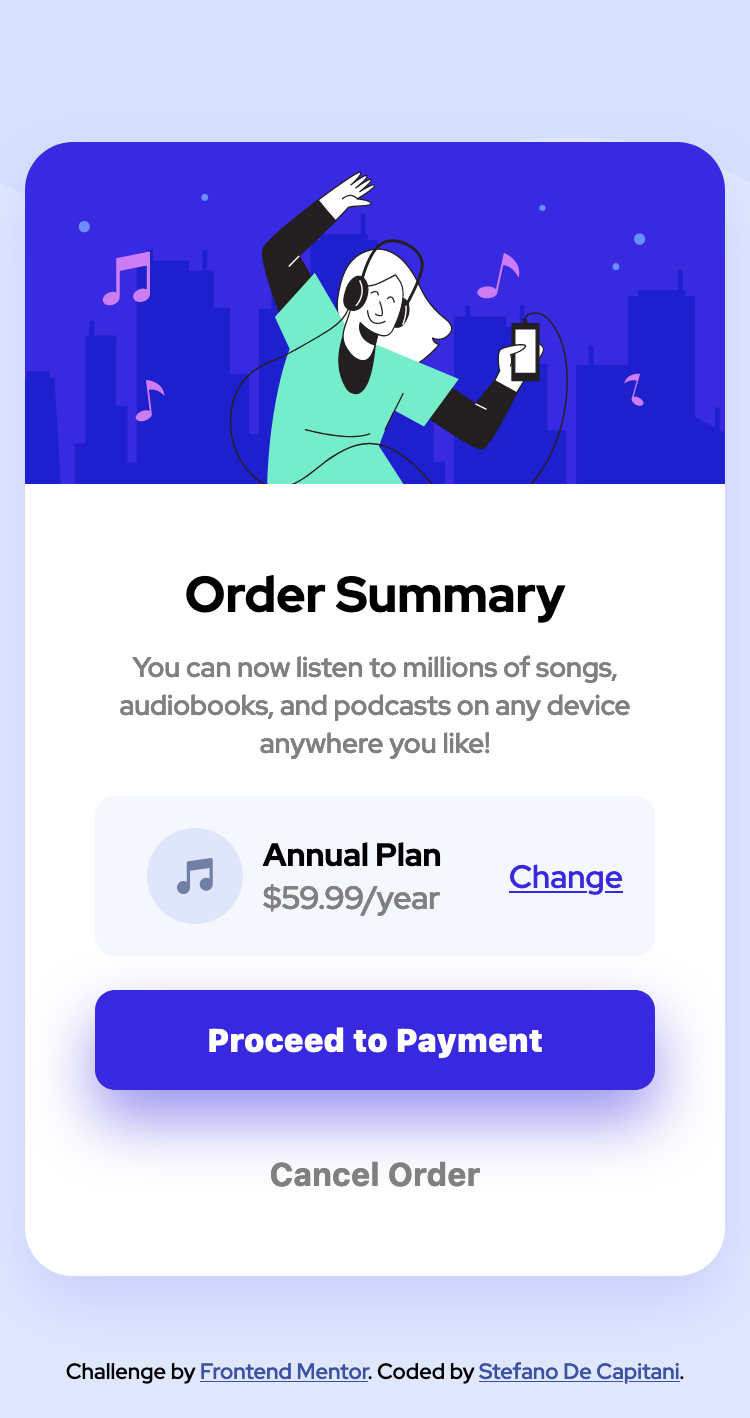 Order Summary
You can now listen to millions of songs,
audiobooks, and podcasts on any device
anywhere you like!
Annual Plan
$59.99/year
Change
Proceed to Payment
Cancel Order
Challenge by Frontend Mentor. Coded by Stefano De Capitani.